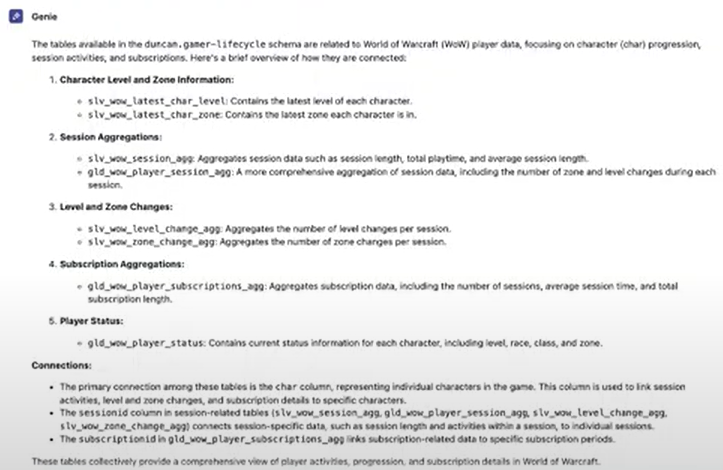 Genie
The tables available in the duncan.gamer-lifecycle schema are related to World of Warcraft (WoW) player data, focusing on character (char) progression,
session activities, and subscriptions. Here's a brief overview of how they are connected:
1. Character Level and Zone Information:
◦ slv_wow_latest_char_level: Contains the latest level of each character.
◦ slv_wow_latest_char_zone: Contains the latest zone each character is in.
2. Session Aggregations:
◦ slv_wow_session_agg: Aggregates session data such as session length, total playtime, and average session length.
◦ gld_wow_player_session_agg: A more comprehensive aggregation of session data, including the number of zone and level changes during each
session.
3. Level and Zone Changes:
◦ slv_wow_level_change_agg: Aggregates the number of level changes per session.
◦ slv_wow_zone_change_agg: Aggregates the number of zone changes per session.
4. Subscription Aggregations:
◦ gld_wow_player_subscriptions_agg: Aggregates subscription data, including the number of sessions, average session time, and total
subscription length.
5. Player Status:
◦ gld_wow_player_status: Contains current status information for each character, including level, race, class, and zone.
Connections:
• The primary connection among these tables is the char column, representing individual characters in the game. This column is used to link session
activities, level and zone changes, and subscription details to specific characters.
• The sessionid column in session-related tables (slv_wow_session_agg, gld_wow_player_session_agg, slv_wow_level_change_agg,
slv_wow_zone_change_agg) connects session-specific data, such as session length and activities within a session, to individual sessions.
• The subscriptionid in gld_wow_player_subscriptions_agg links subscription-related data to specific subscription periods.
These tables collectively provide a comprehensive view of player activities, progression, and subscription details in World of Warcraft.